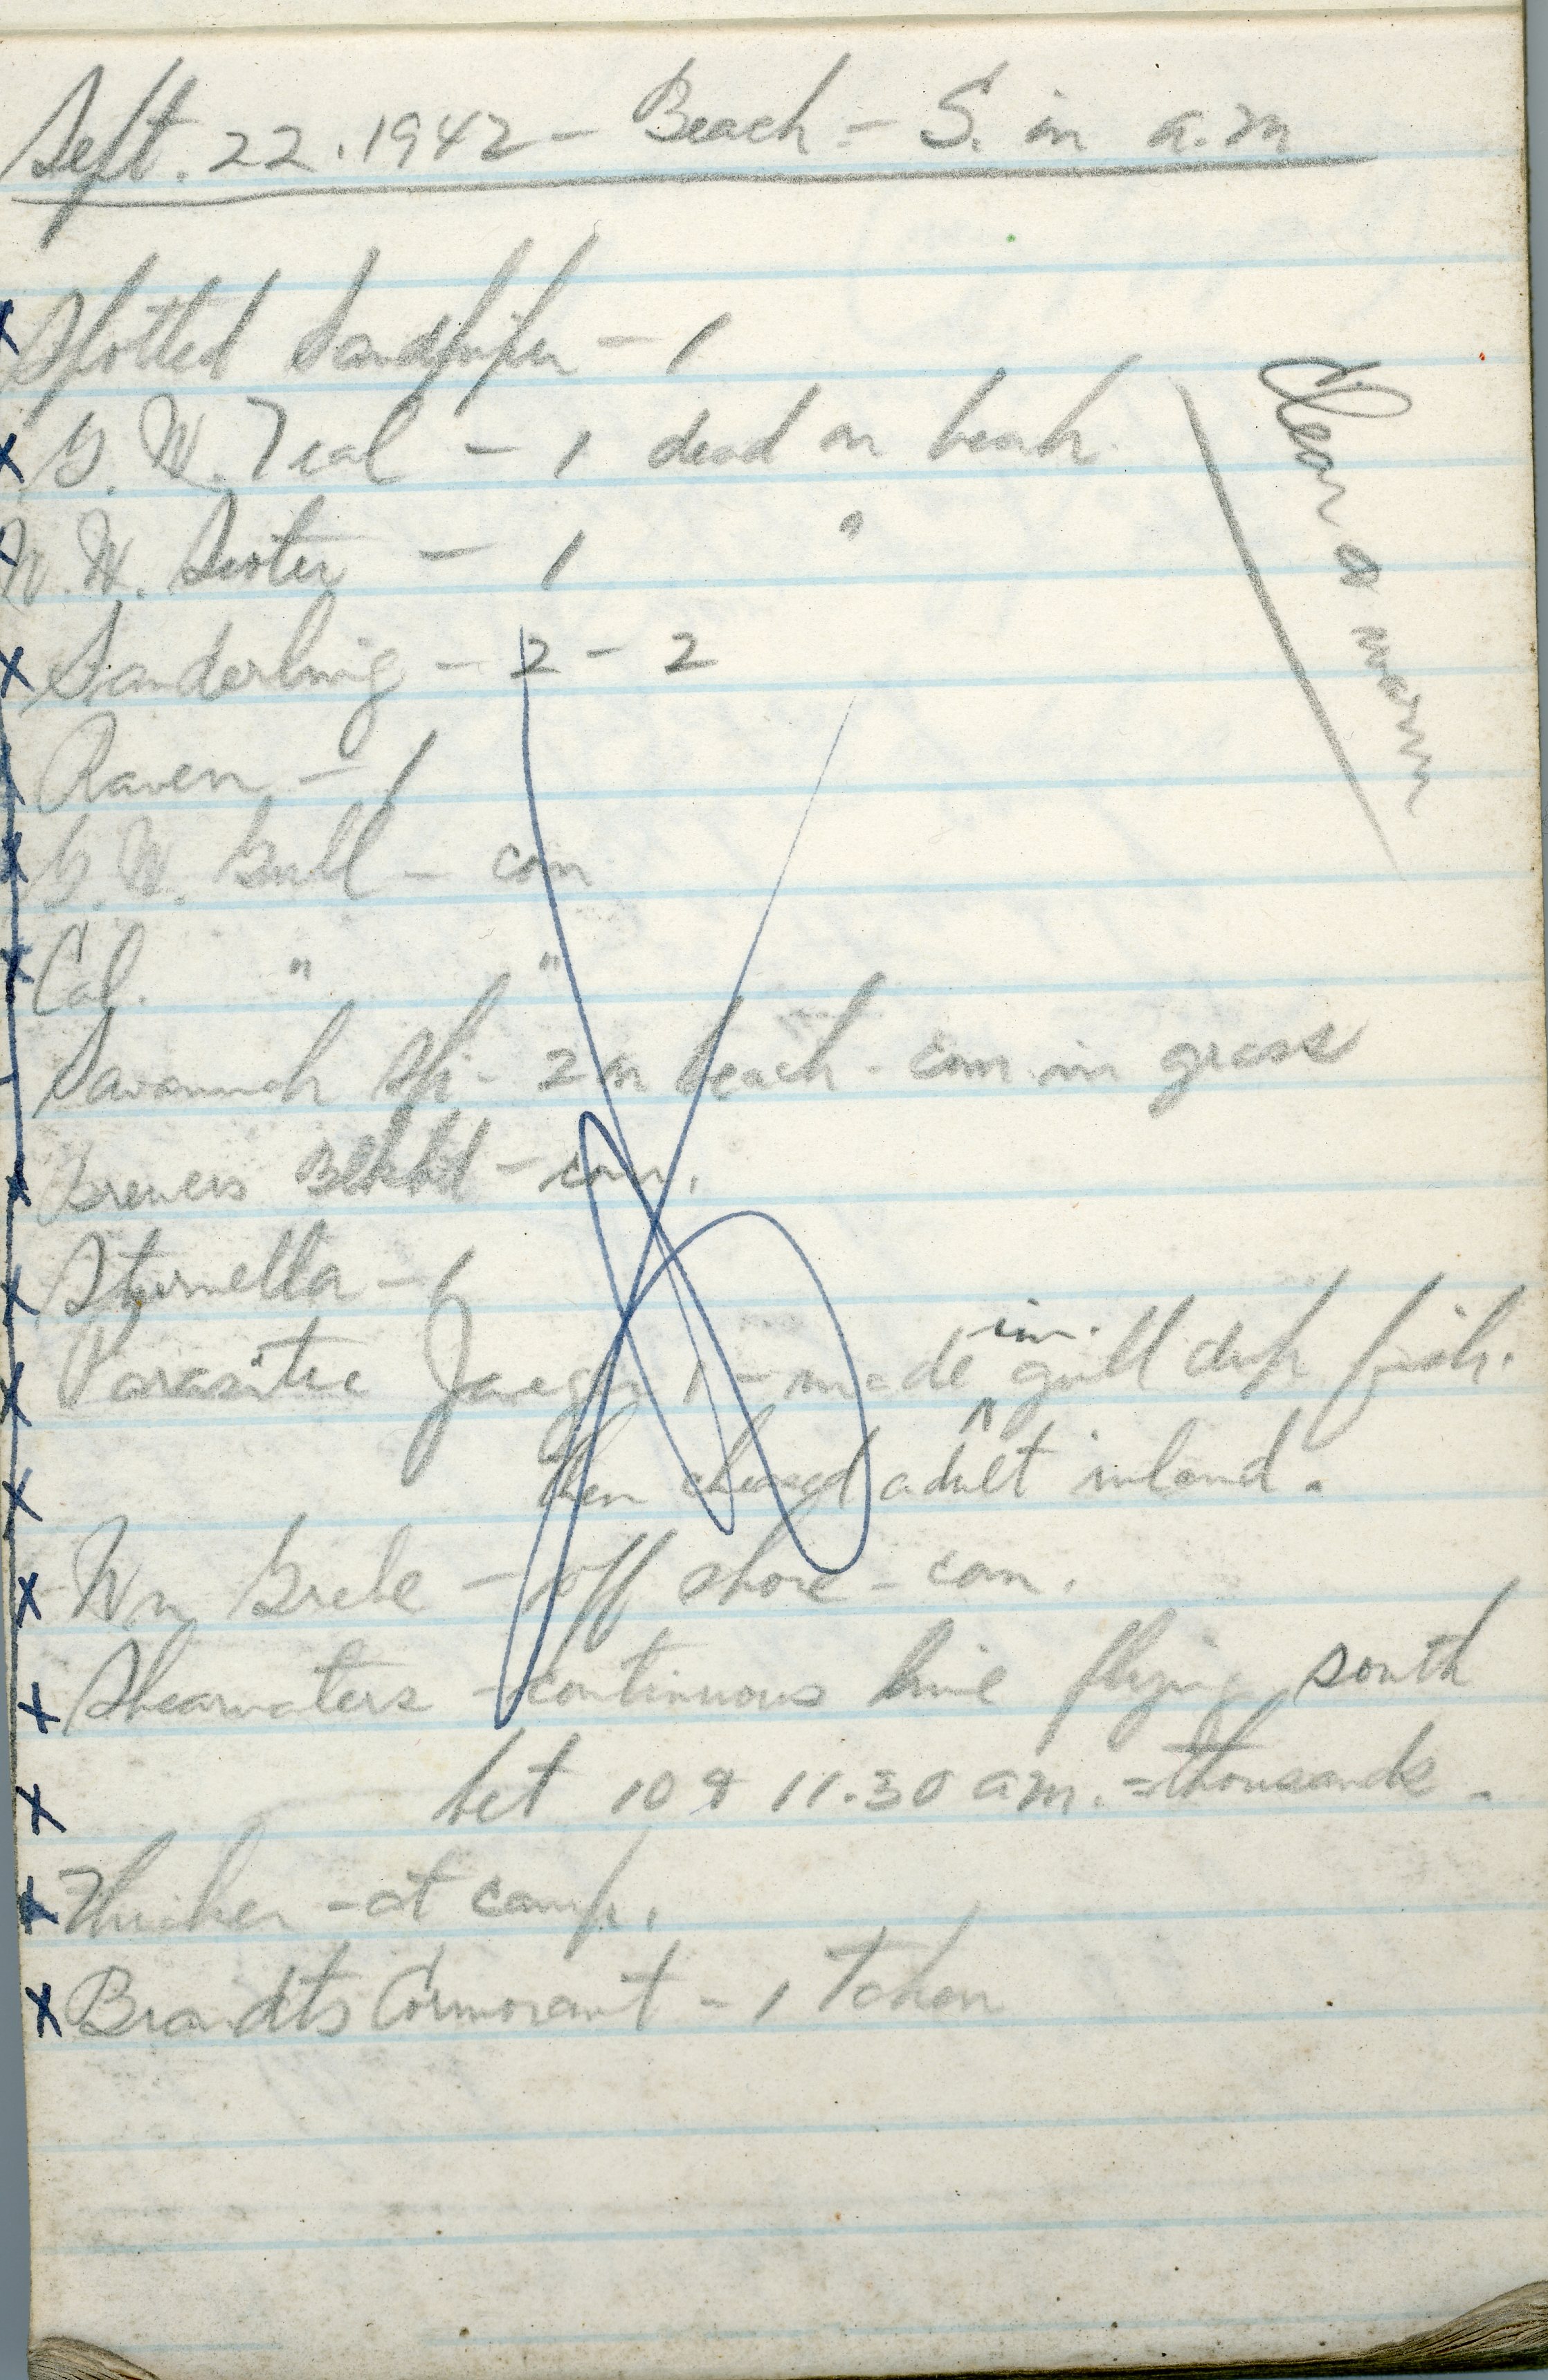 Sept. 22. 1942 - Beach - S. in a.m
Clear & warm
x Spotted Sandpiper - 1
x G. W. Teal - 1 dead on beach.
x W. W. Scoter - 1 "
x Sanderling - 2 - 2
x Raven - 1
x G. W. Gull - com
x Cal. " "
Savannah Sp. - 2 on beach - com. in grass
x Brewers Blkbd - com.
x Sturnella - 1
x Parasitic Jaeger 1 - made im. gull drop fish.
x then chased adult inland.
x Wn Grebe - off shore - com.
x Shearwaters - continuous line flying south
x bet 10 & 11.30 am. = thousands.
x Flicker - at camp.
x Brandts Cormorant - 1 Taken